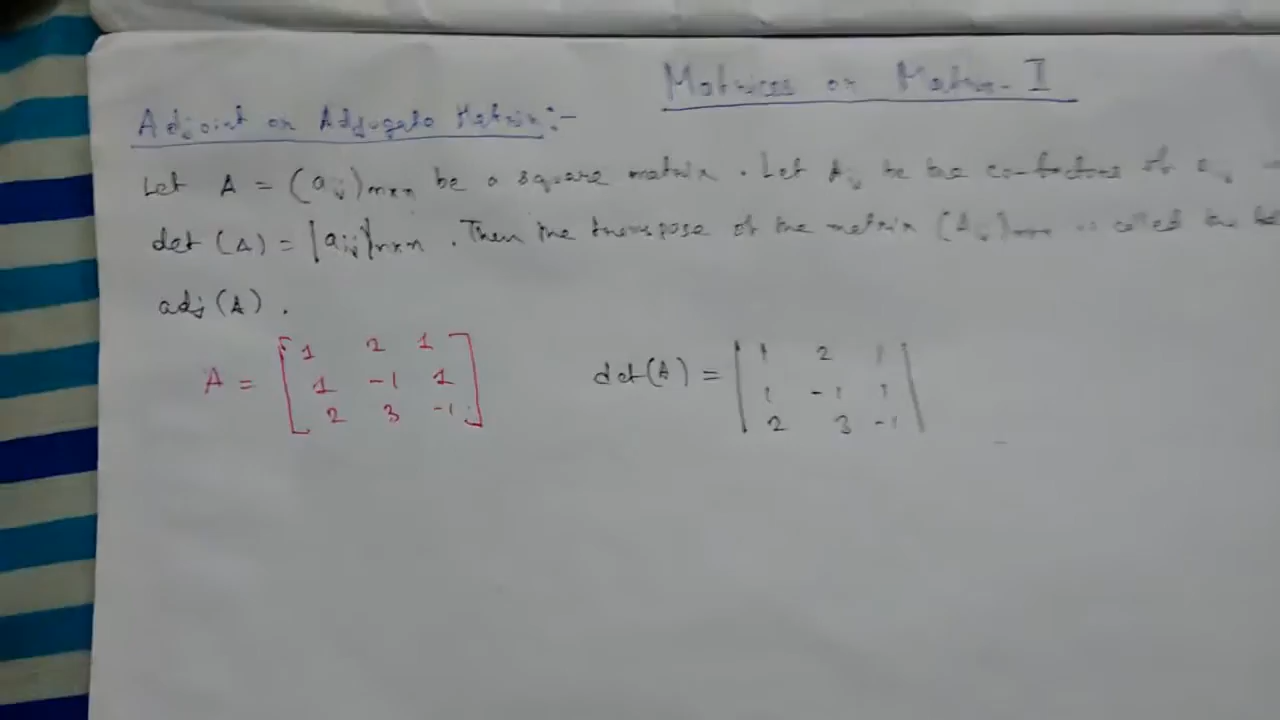 Matrices or Matrix-I
Adjoint or Adjugate Matrix:-
Let A = (aij)n×n be a square matrix. Let Aij be the co-factors of aij
det(A) = |aij|n×n. Then the transpose of the matrix (Aij)n×n is called the
adj(A).
A = [ 1 2 1
1 -1 1
2 3 -1 ]
det(A) = | 1 2 1
1 -1 1
2 3 -1 |